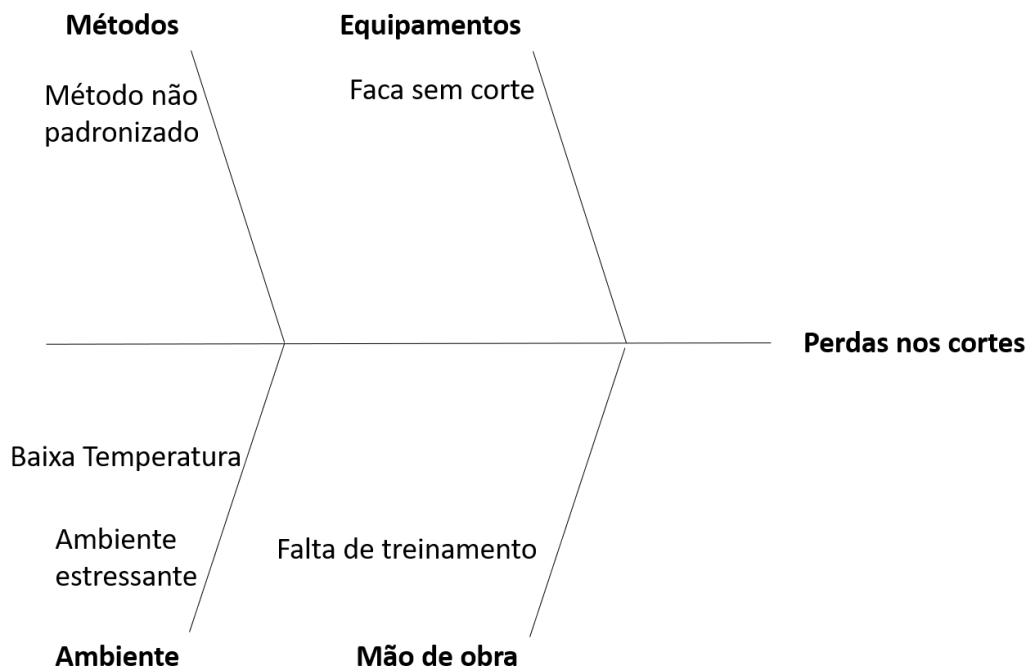 Métodos
Equipamentos
Método não
padronizado
Faca sem corte
Perdas nos cortes
Baixa Temperatura
Ambiente
estressante
Falta de treinamento
Ambiente
Mão de obra